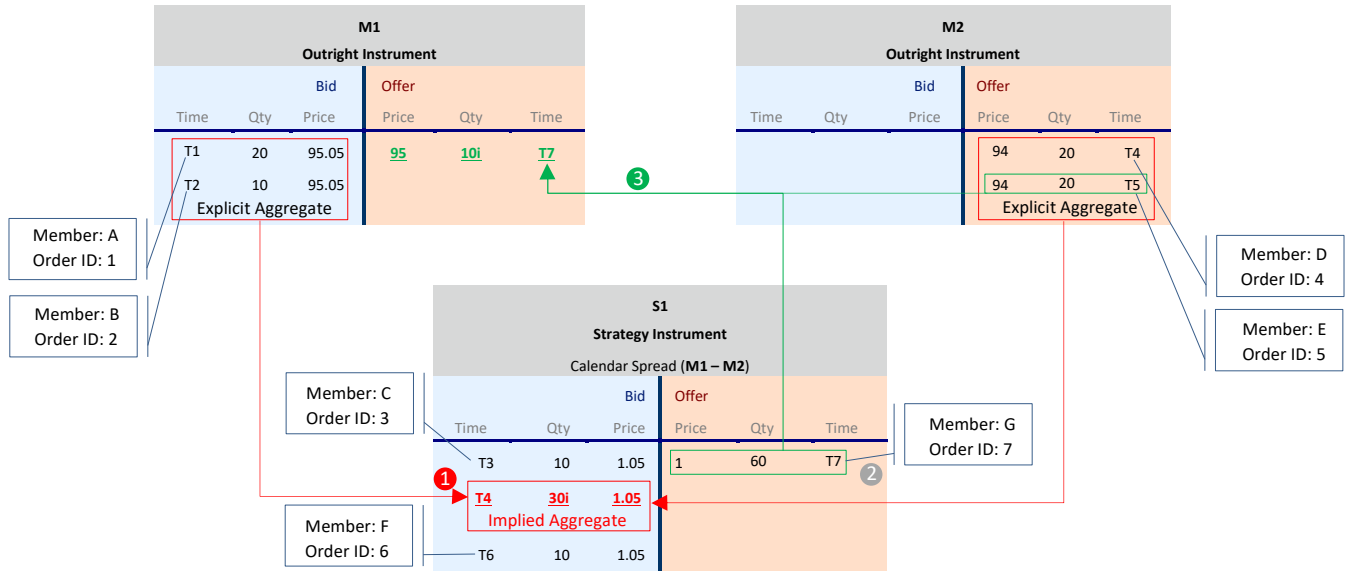 M1
Outright Instrument
Bid Offer
Time Qty Price Price Qty Time
T1 20 95.05 95 10i T7
T2 10 95.05
Explicit Aggregate
M2
Outright Instrument
Bid Offer
Time Qty Price Price Qty Time
94 20 T4
94 20 T5
Explicit Aggregate
3
Member: A
Order ID: 1
Member: B
Order ID: 2
Member: D
Order ID: 4
Member: E
Order ID: 5
S1
Strategy Instrument
Calendar Spread (M1 – M2)
Bid Offer
Time Qty Price Price Qty Time
T3 10 1.05 1 60 T7
1
2
T4 30i 1.05
Implied Aggregate
T6 10 1.05
Member: C
Order ID: 3
Member: G
Order ID: 7
Member: F
Order ID: 6